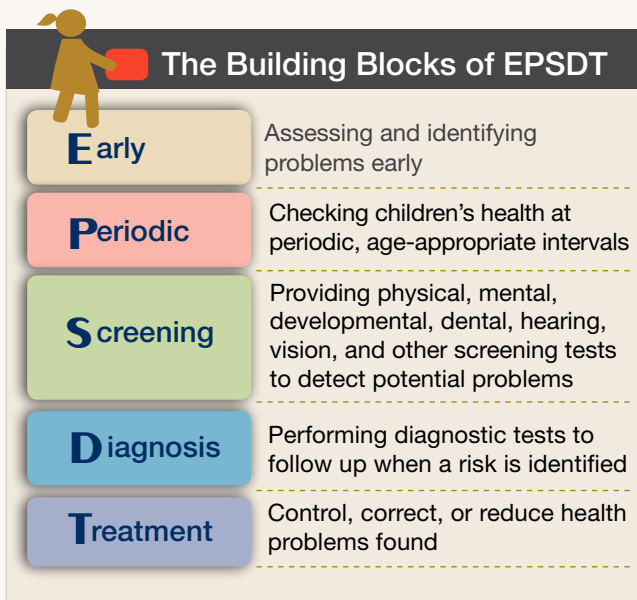 The Building Blocks of EPSDT
Early
Assessing and identifying
problems early
Periodic
Checking children’s health at
periodic, age-appropriate intervals
Screening
Providing physical, mental,
developmental, dental, hearing,
vision, and other screening tests
to detect potential problems
Diagnosis
Performing diagnostic tests to
follow up when a risk is identified
Treatment
Control, correct, or reduce health
problems found